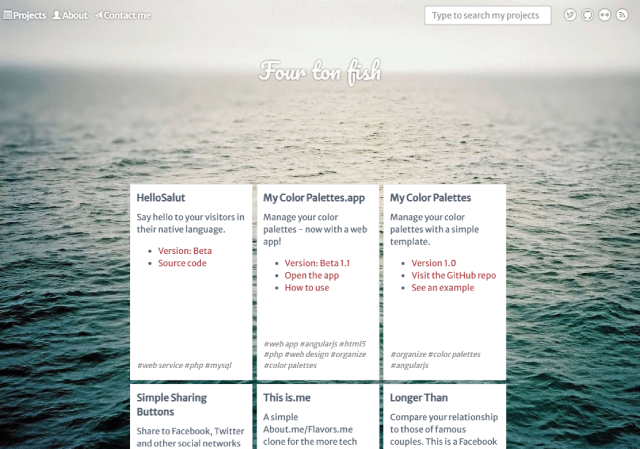 Projects About Contact me
Type to search my projects
Four ton fish
HelloSalut
Say hello to your visitors in
their native language.
Version: Beta
Source code
#web service #php #mysql
My Color Palettes.app
Manage your color
palettes - now with a web
app!
Version: Beta 1.1
Open the app
How to use
#web app #angularjs #html5
#php #web design #organize
#color palettes
My Color Palettes
Manage your color
palettes with a simple
template.
Version 1.0
Visit the GitHub repo
See an example
#organize #color palettes
#angularjs
Simple Sharing
Buttons
Share to Facebook, Twitter
and other social networks
This is.me
A simple
About.me/Flavors.me
clone for the more tech
Longer Than
Compare your relationship
to those of famous
couples. This is a Facebook